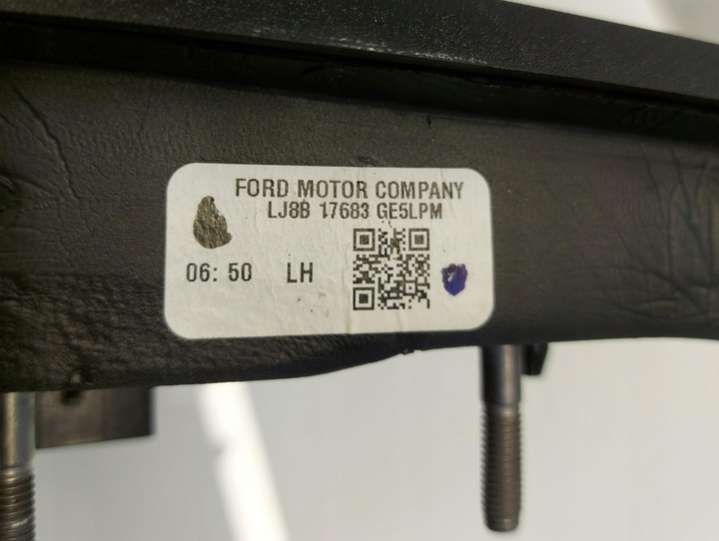 FORD MOTOR COMPANY
LJ8B 17683 GE5LPM
06: 50 LH